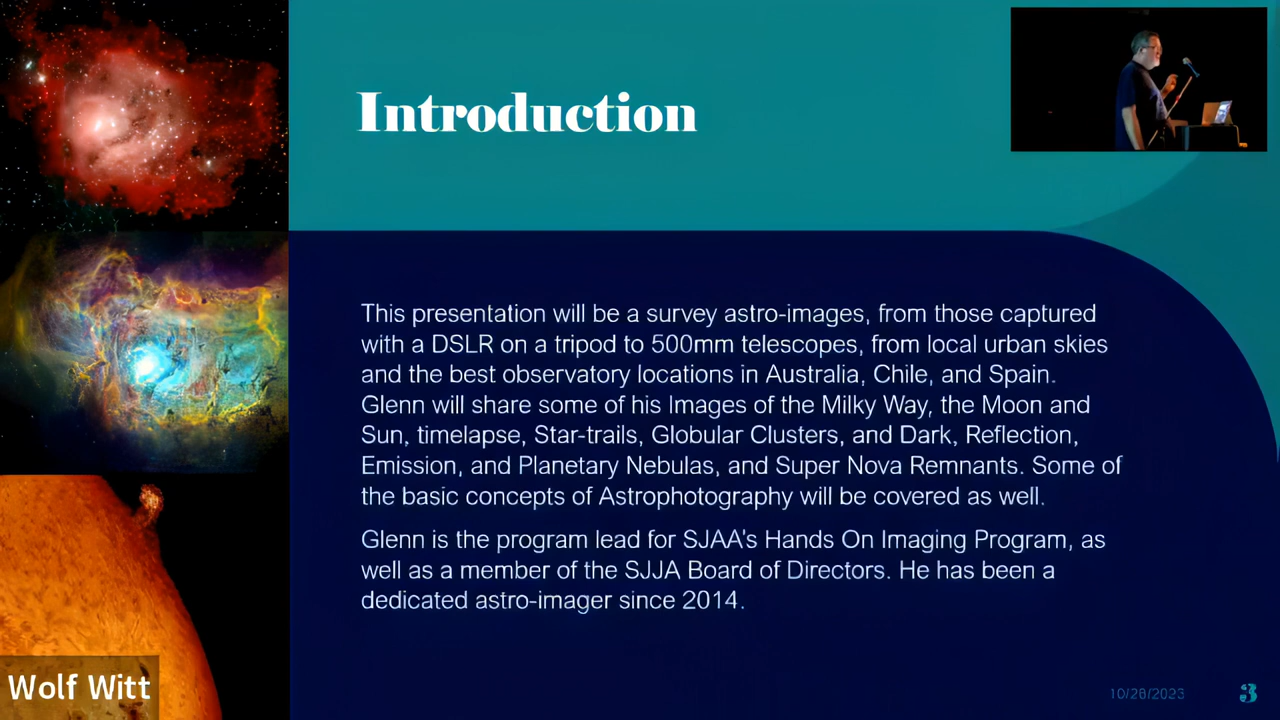 Introduction
This presentation will be a survey astro-images, from those captured
with a DSLR on a tripod to 500mm telescopes, from local urban skies
and the best observatory locations in Australia, Chile, and Spain.
Glenn will share some of his Images of the Milky Way, the Moon and
Sun, timelapse, Star-trails, Globular Clusters, and Dark, Reflection,
Emission, and Planetary Nebulas, and Super Nova Remnants. Some of
the basic concepts of Astrophotography will be covered as well.
Glenn is the program lead for SJAA's Hands On Imaging Program, as
well as a member of the SJJA Board of Directors. He has been a
dedicated astro-imager since 2014.
Wolf Witt
10/28/2023
3